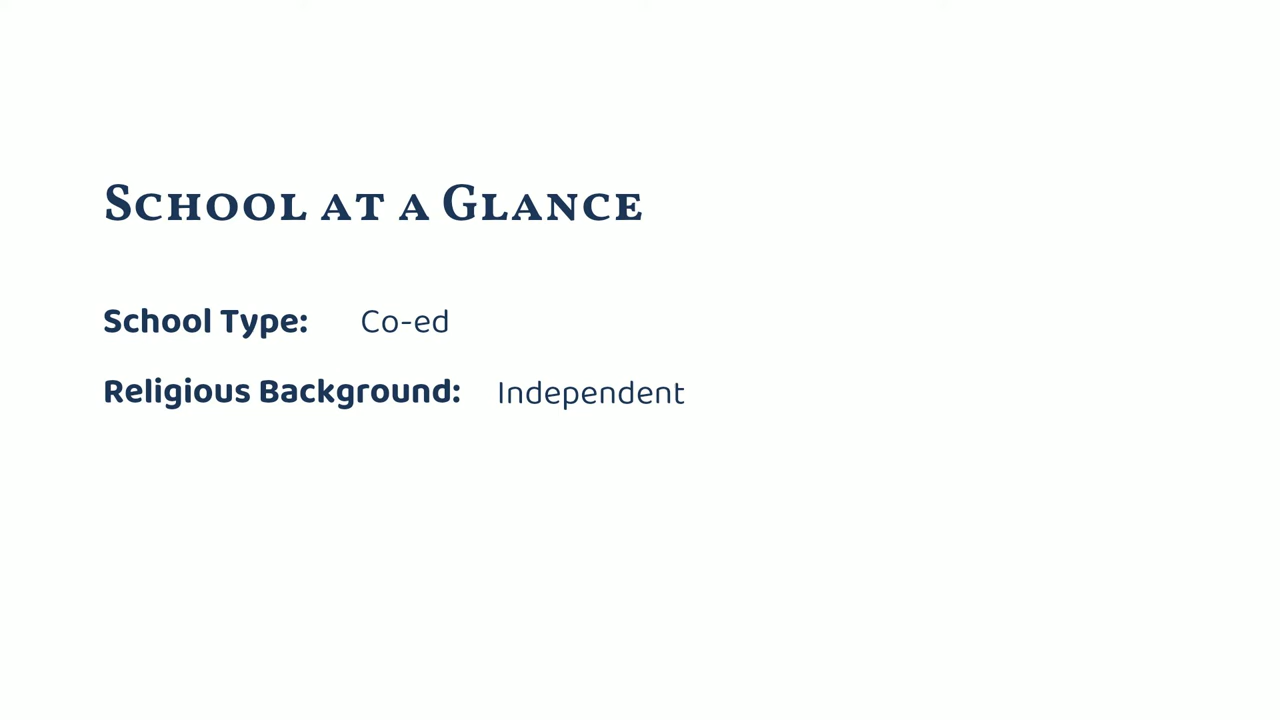 School at a Glance
School Type: Co-ed
Religious Background: Independent